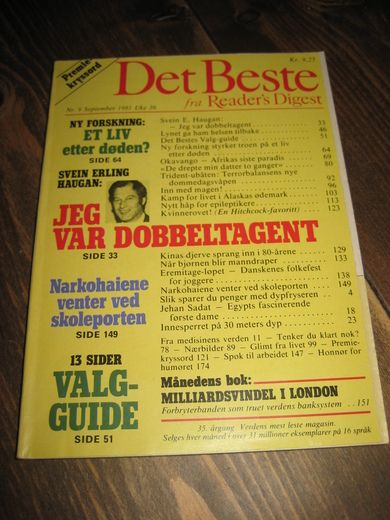 Premie-
kryssord
Kr. 9,25
Det Beste
fra Reader's Digest
Nr. 9 September 1981 Uke 36
NY FORSKNING:
ET LIV
etter døden?
SIDE 64
SVEIN ERLING
HAUGAN:
JEG
VAR DOBBELTAGENT
SIDE 33
Narkohaiene
venter ved
skoleporten
SIDE 149
13 SIDER
VALG-
GUIDE
SIDE 51
Svein E. Haugan:
– Jeg var dobbeltagent 33
Lynet ga ham helsen tilbake 46
Det Bestes Valg-guide 51
Ny forskning styrket troen på et liv
etter døden 64
Okavango – Afrikas siste paradis 69
«De drepte min datter to ganger» 80
Trident-ubåten: Terrorbalansens nye
dommedagsvåpen 92
Inn med magen! 96
Kamp for livet i Alaskas ødemark 103
Nytt håp for epileptikere 113
Kvinnerovet! (En Hitchcock-favoritt) 123
Kinas djerve sprang inn i 80-årene 129
Når bjørnen blir manndraper 133
Eremitage-løpet – Danskenes folkefest
for joggere 138
Narkohaiene venter ved skoleporten 149
Slik sparer du penger med dypfryseren 4
Jehan Sadat – Egypts fascinerende
første dame 18
Innesperret på 30 meters dyp 23
Fra medisinens verden 11 – Tenker du klart nok?
78 – Nærbilder 89 – Glimt fra livet 99 – Premie-
kryssord 121 – Spøk til arbeidet 147 – Honnør for
humoret 174
Månedens bok:
MILLIARDSVINDEL I LONDON
Forbryterbanden som truet verdens banksystem 151
35. årgang Verdens mest leste magasin.
Selges hver måned i over 31 millioner eksemplarer på 16 språk